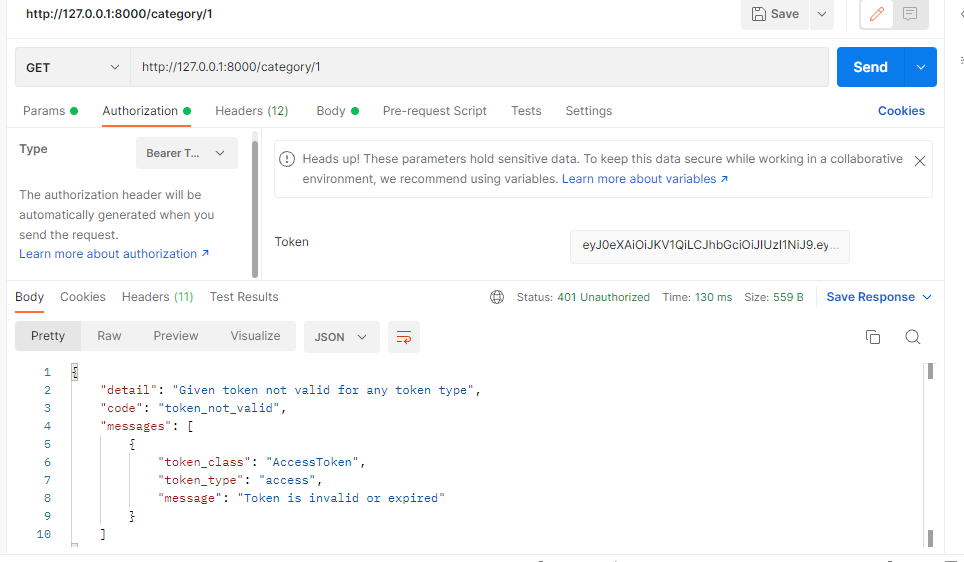 http://127.0.0.1:8000/category/1
Save
GET
http://127.0.0.1:8000/category/1
Send
Params
Authorization
Headers (12)
Body
Pre-request Script
Tests
Settings
Cookies
Type
Bearer T...
The authorization header will be
automatically generated when you
send the request.
Learn more about authorization ↗
Heads up! These parameters hold sensitive data. To keep this data secure while working in a collaborative
environment, we recommend using variables. Learn more about variables ↗
Token
eyJ0eXAiOiJKV1QiLCJhbGciOiJIUzI1NiJ9.ey...
Body
Cookies
Headers (11)
Test Results
Status: 401 Unauthorized
Time: 130 ms
Size: 559 B
Save Response
Pretty
Raw
Preview
Visualize
JSON
1 {
2 "detail": "Given token not valid for any token type",
3 "code": "token_not_valid",
4 "messages": [
5 {
6 "token_class": "AccessToken",
7 "token_type": "access",
8 "message": "Token is invalid or expired"
9 }
10 ]